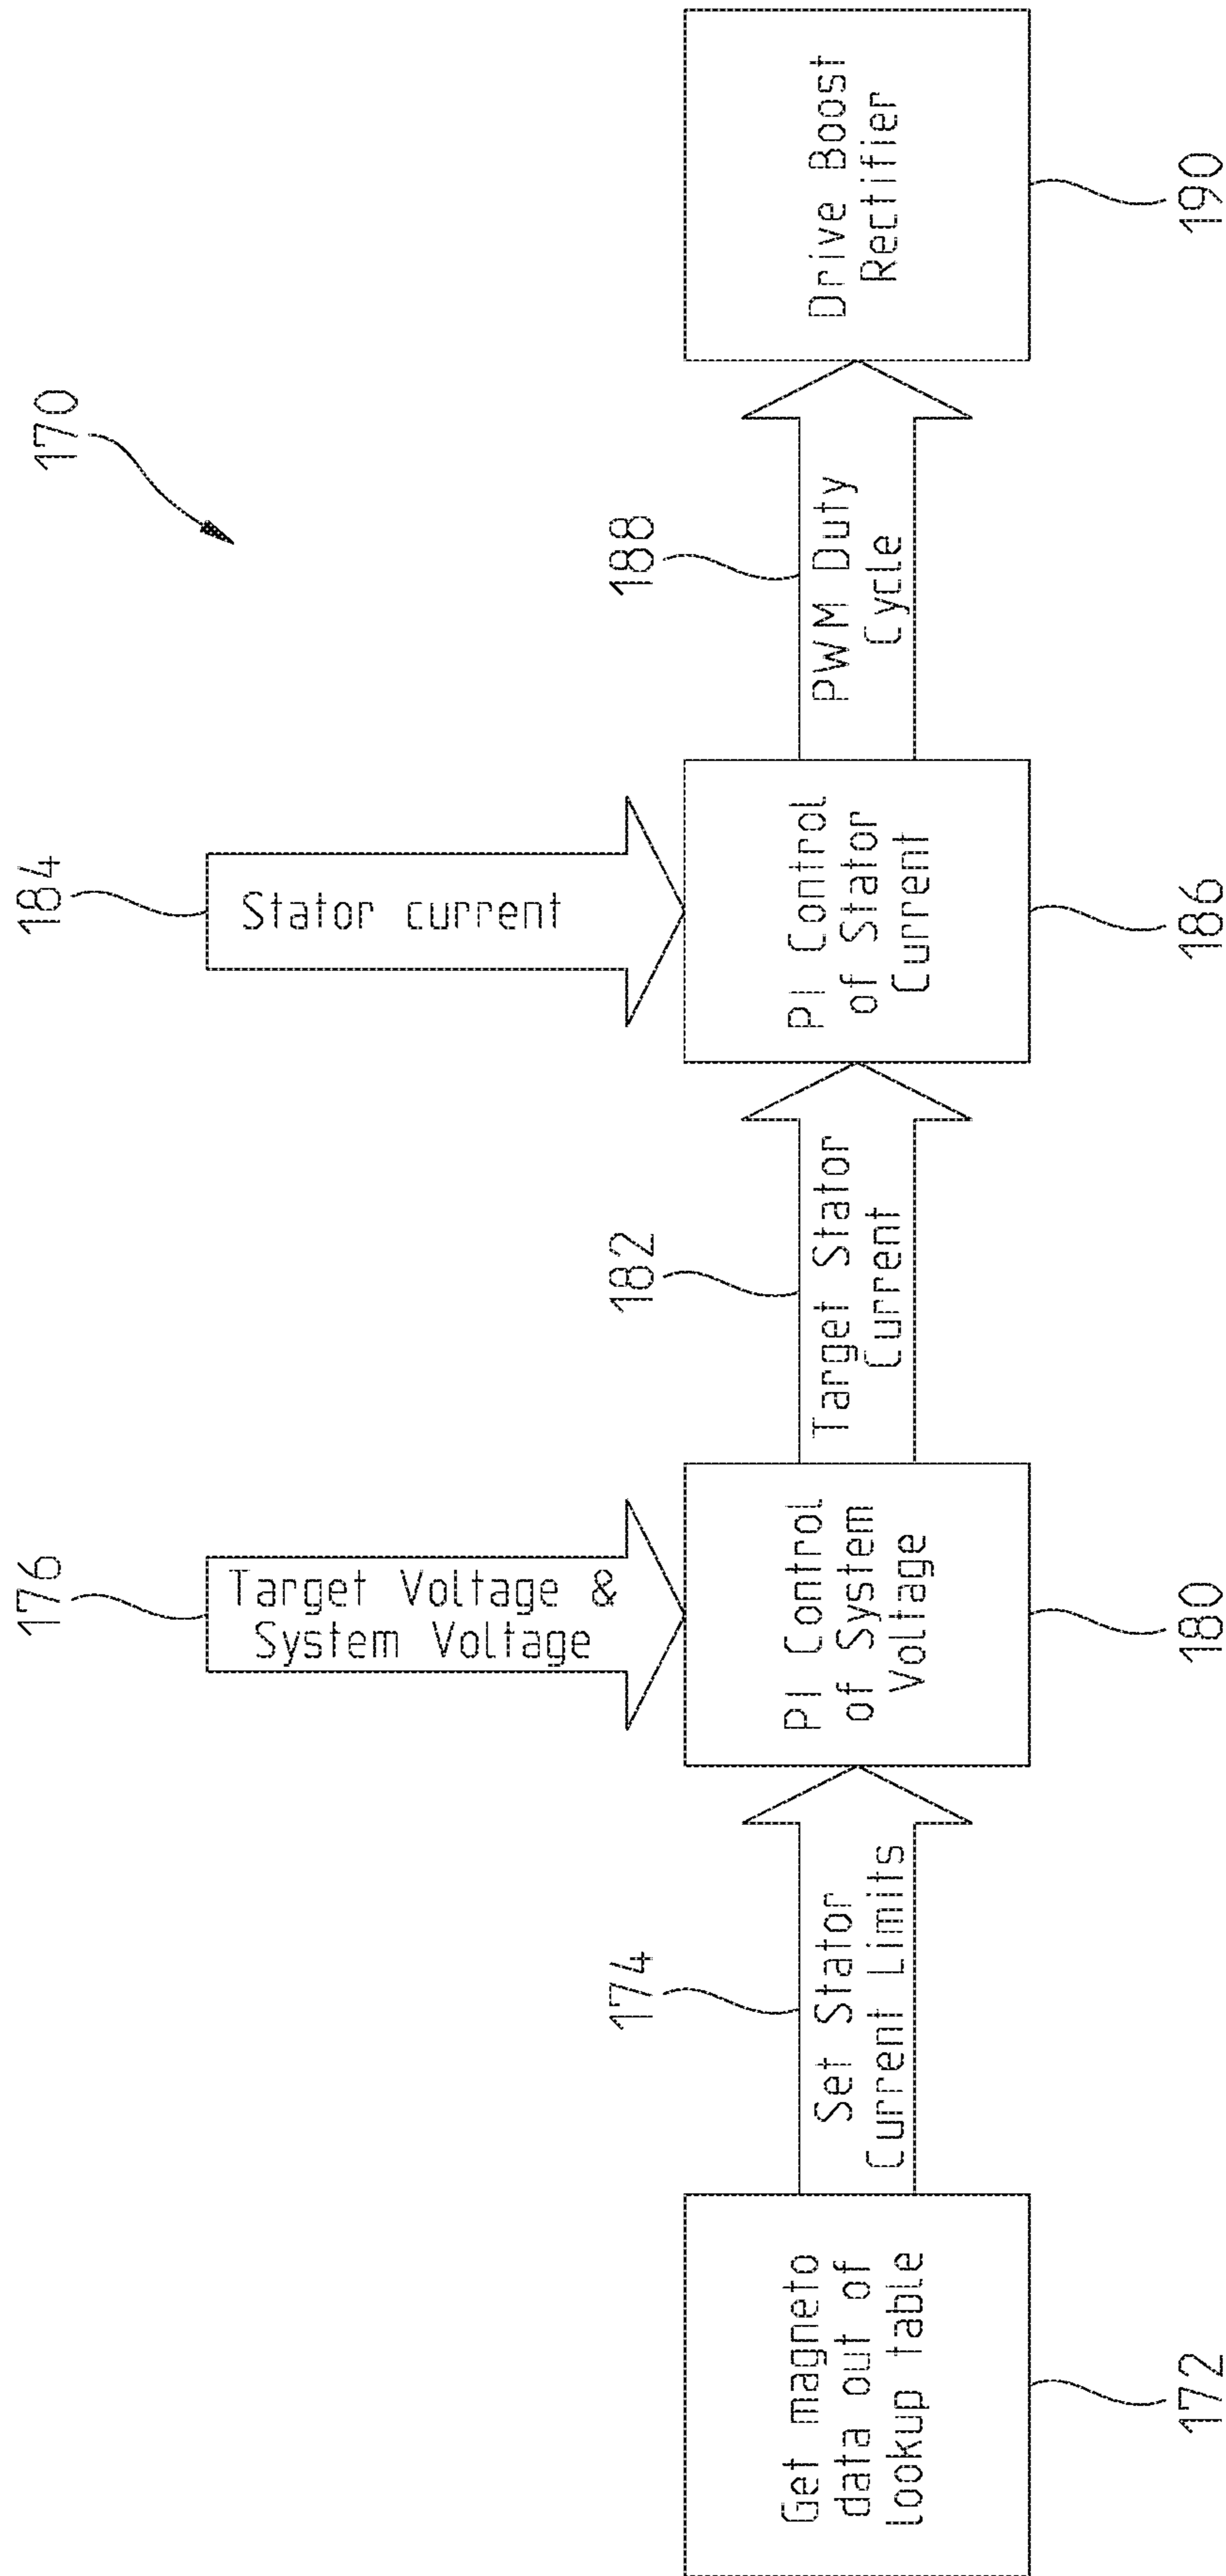 170
184
Stator current
176
Target Voltage &
System Voltage
188
PWM Duty
Cycle
182
Target Stator
Current
174
Set Stator
Current Limits
Get magneto
data out of
lookup table
172
PI Control
of System
Voltage
180
PI Control
of Stator
Current
186
Drive Boost
Rectifier
190